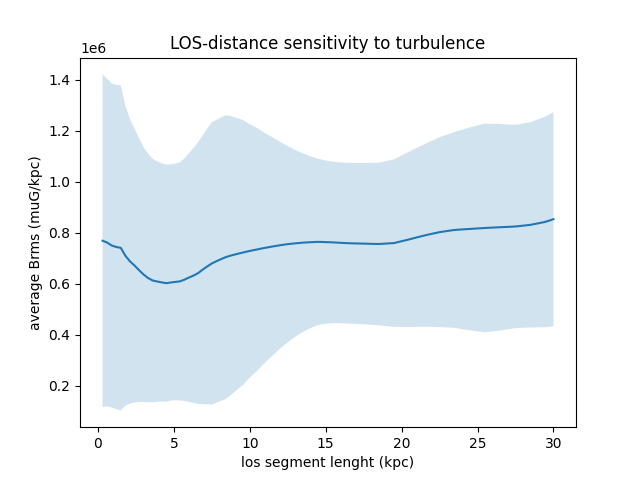 LOS-distance sensitivity to turbulence
1e6
average Brms (muG/kpc)
1.4
1.2
1.0
0.8
0.6
0.4
0.2
0 5 10 15 20 25 30
los segment lenght (kpc)